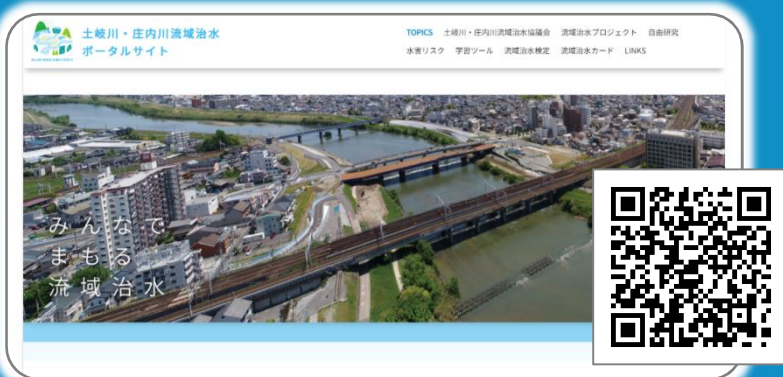 土岐川・庄内川流域治水
ポータルサイト
TOPICS 土岐川・庄内川流域治水協議会 流域治水プロジェクト 自由研究
水害リスク 学習ツール 流域治水検定 流域治水カード LINKS
みんなで
まもる
流域治水